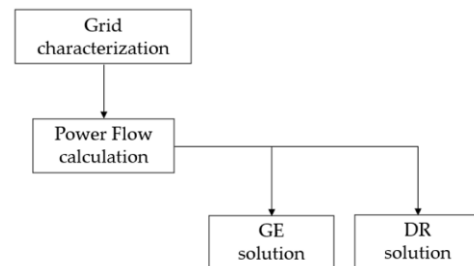 Grid
characterization
Power Flow
calculation
GE
solution
DR
solution